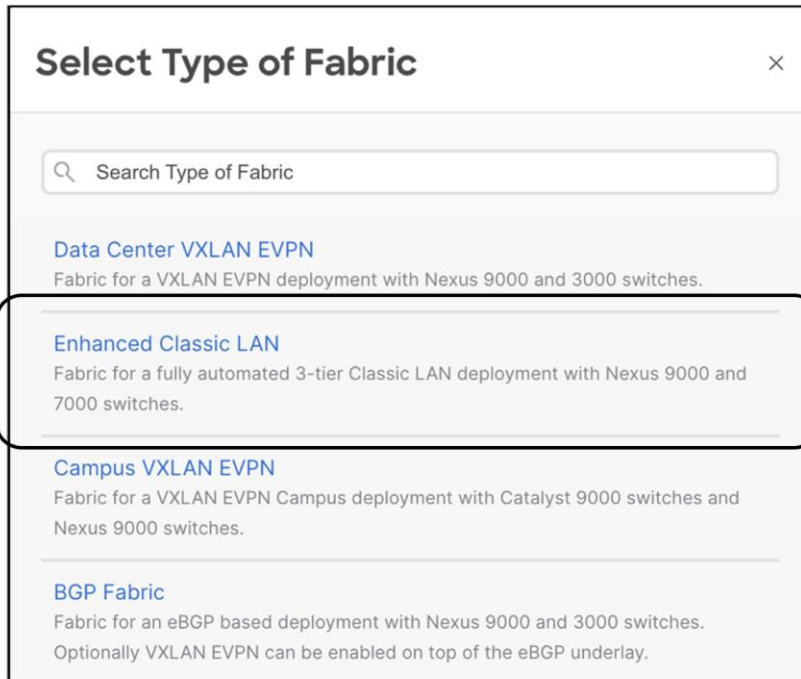 Select Type of Fabric
Search Type of Fabric
Data Center VXLAN EVPN
Fabric for a VXLAN EVPN deployment with Nexus 9000 and 3000 switches.
Enhanced Classic LAN
Fabric for a fully automated 3-tier Classic LAN deployment with Nexus 9000 and
7000 switches.
Campus VXLAN EVPN
Fabric for a VXLAN EVPN Campus deployment with Catalyst 9000 switches and
Nexus 9000 switches.
BGP Fabric
Fabric for an eBGP based deployment with Nexus 9000 and 3000 switches.
Optionally VXLAN EVPN can be enabled on top of the eBGP underlay.